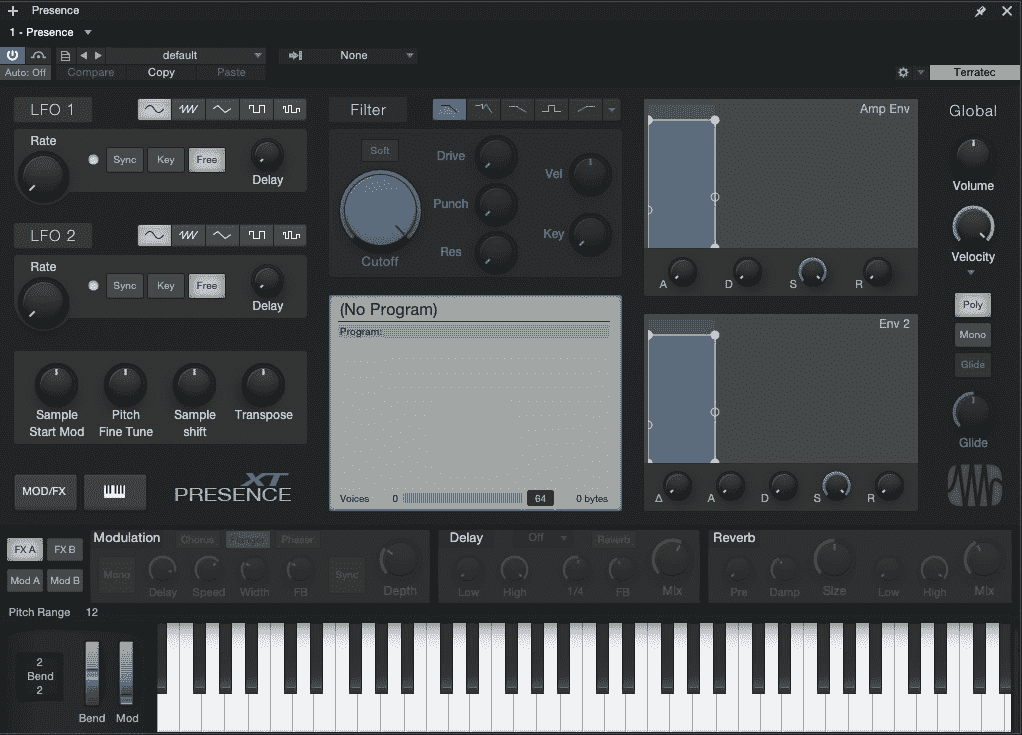 Presence
1 - Presence
default
None
Auto: Off Compare Copy Paste
Terratec
LFO 1
Rate
Sync Key Free
Delay
LFO 2
Rate
Sync Key Free
Delay
Sample Start Mod
Pitch Fine Tune
Sample shift
Transpose
MOD/FX
PRESENCE XT
Filter
Soft
Drive
Vel
Punch
Key
Res
Cutoff
(No Program)
Program:
Voices 0 64 0 bytes
Amp Env
A D S R
Env 2
Δ A D S R
Global
Volume
Velocity
Poly
Mono
Glide
Glide
FX A FX B
Mod A Mod B
Modulation Chorus Flanger Phaser
Mono Delay Speed Width FB Sync Depth
Delay Off Reverb
Low High 1/4 FB Mix
Reverb
Pre Damp Size Low High Mix
Pitch Range 12
2
Bend
2
Bend Mod